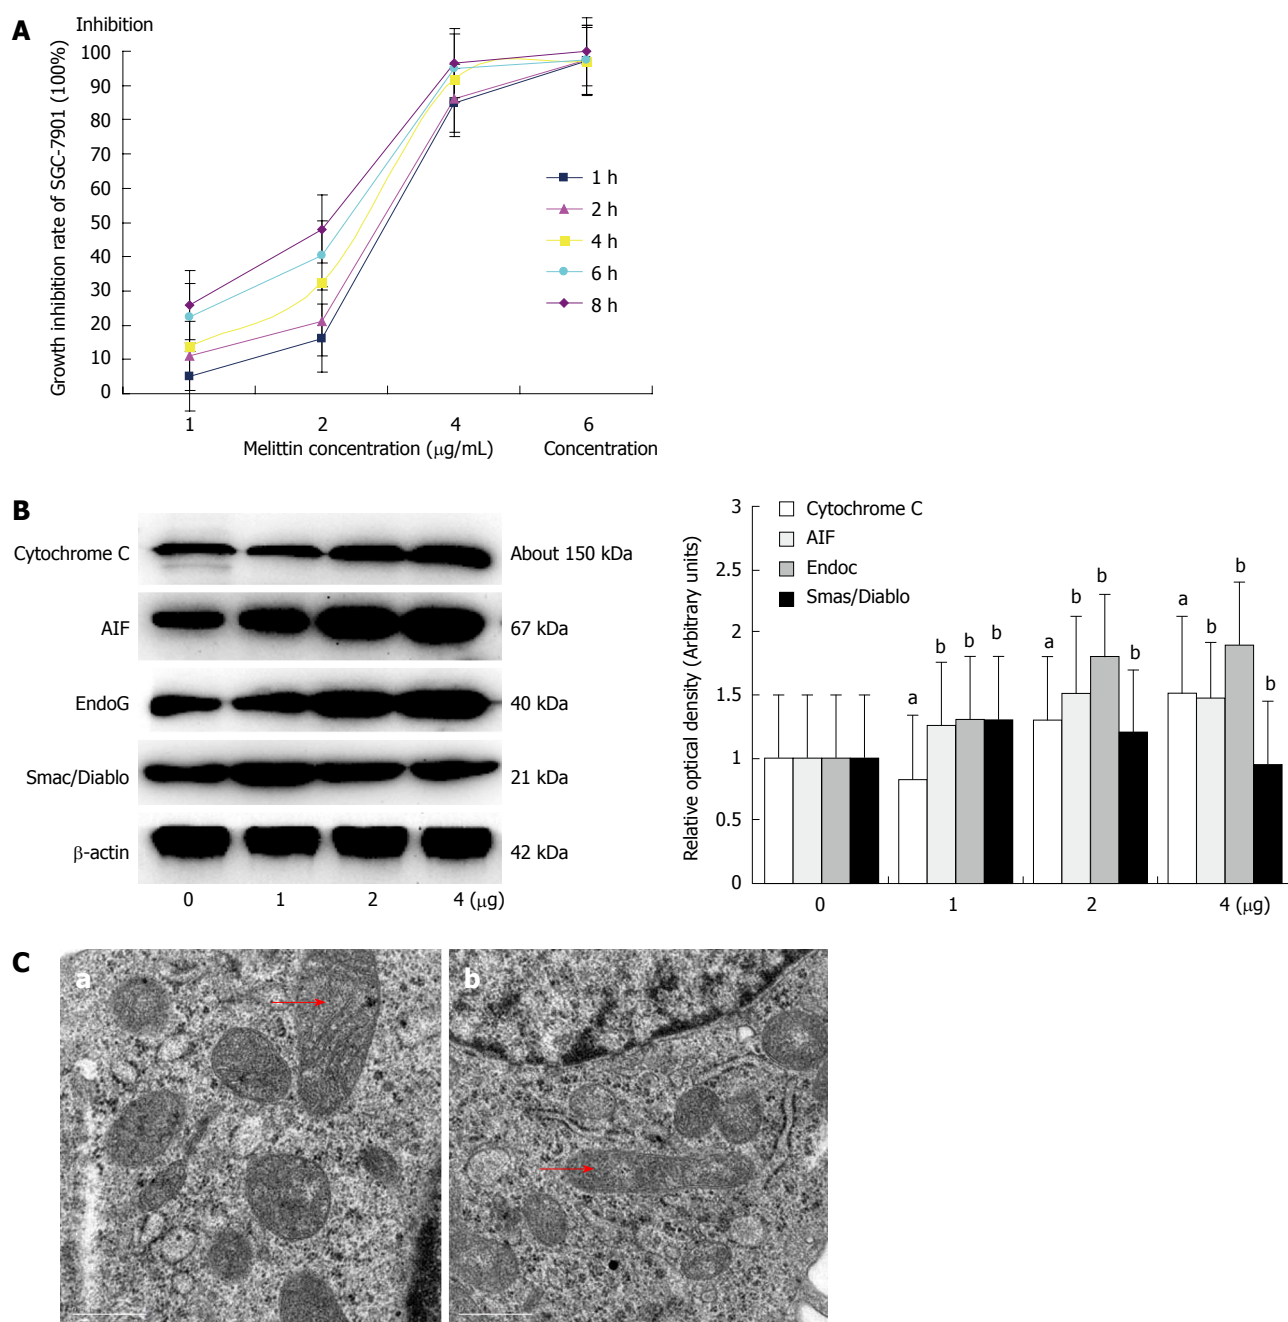 A
Inhibition
Growth inhibition rate of SGC-7901 (100%)
100
90
80
70
60
50
40
30
20
10
0
1 h
2 h
4 h
6 h
8 h
1 2 4 6
Melittin concentration (μg/mL) Concentration
B
Cytochrome C About 150 kDa
AIF 67 kDa
EndoG 40 kDa
Smac/Diablo 21 kDa
β-actin 42 kDa
0 1 2 4 (μg)
Relative optical density (Arbitrary units)
3
2.5
2
1.5
1
0.5
0
Cytochrome C
AIF
Endoc
Smas/Diablo
a b b b
a b b b
a b b b
0 1 2 4 (μg)
C
a
b